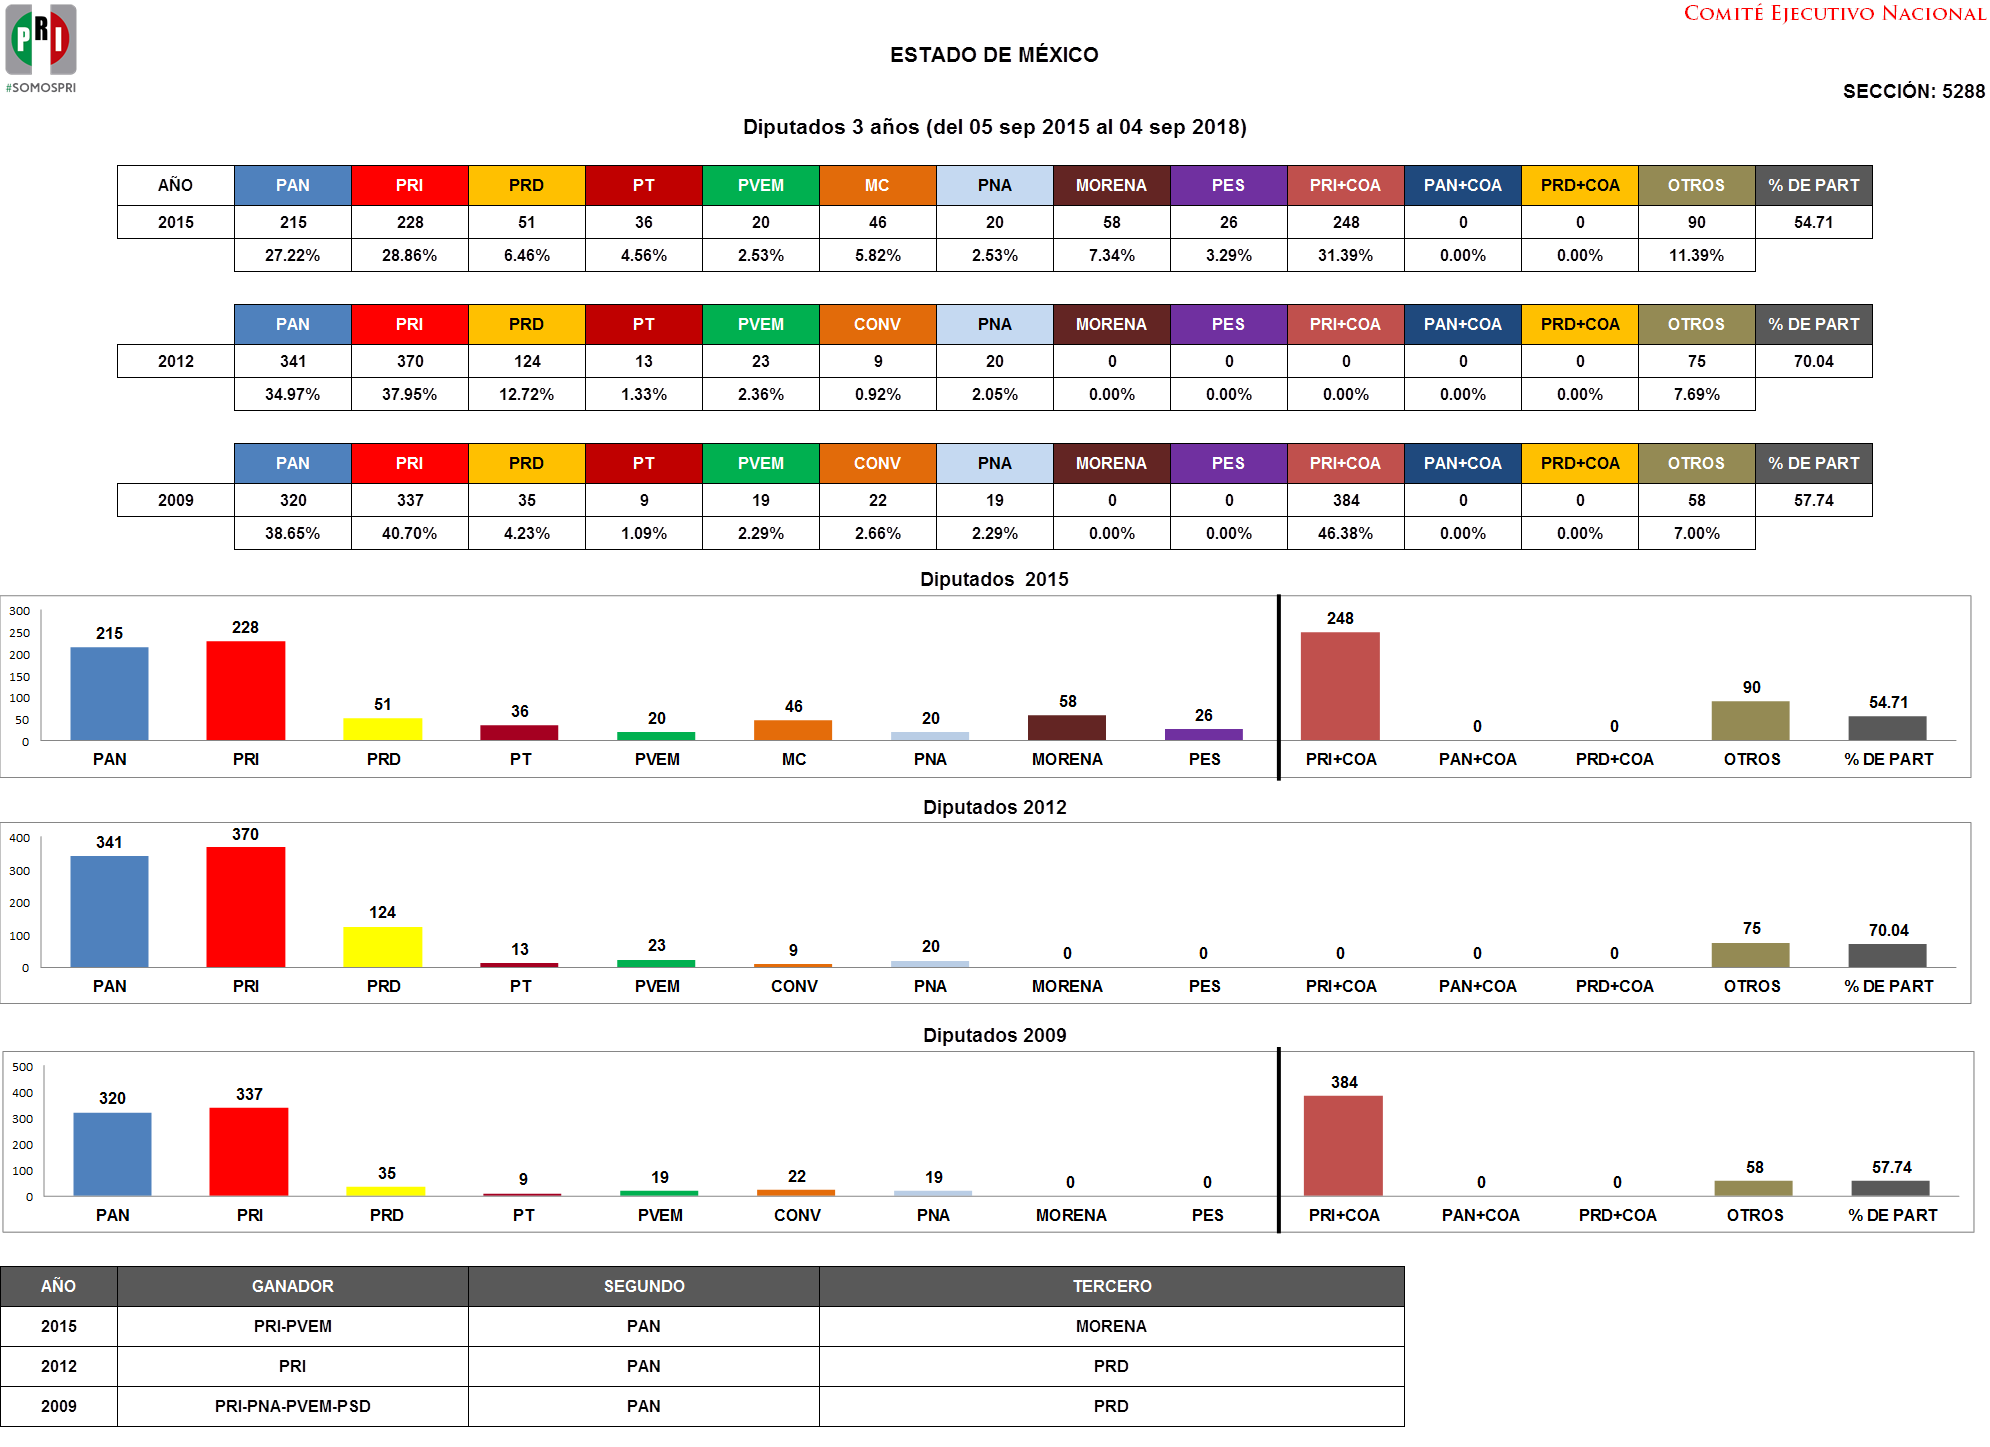 PRI
#SOMOSPRI
COMITÉ EJECUTIVO NACIONAL
ESTADO DE MÉXICO
SECCIÓN: 5288
Diputados 3 años (del 05 sep 2015 al 04 sep 2018)
AÑO PAN PRI PRD PT PVEM MC PNA MORENA PES PRI+COA PAN+COA PRD+COA OTROS % DE PART
2015 215 228 51 36 20 46 20 58 26 248 0 0 90 54.71
27.22% 28.86% 6.46% 4.56% 2.53% 5.82% 2.53% 7.34% 3.29% 31.39% 0.00% 0.00% 11.39%
PAN PRI PRD PT PVEM CONV PNA MORENA PES PRI+COA PAN+COA PRD+COA OTROS % DE PART
2012 341 370 124 13 23 9 20 0 0 0 0 0 75 70.04
34.97% 37.95% 12.72% 1.33% 2.36% 0.92% 2.05% 0.00% 0.00% 0.00% 0.00% 0.00% 7.69%
PAN PRI PRD PT PVEM CONV PNA MORENA PES PRI+COA PAN+COA PRD+COA OTROS % DE PART
2009 320 337 35 9 19 22 19 0 0 384 0 0 58 57.74
38.65% 40.70% 4.23% 1.09% 2.29% 2.66% 2.29% 0.00% 0.00% 46.38% 0.00% 0.00% 7.00%
Diputados 2015
300
250
200
150
100
50
0
215 228 51 36 20 46 20 58 26 248 0 0 90 54.71
PAN PRI PRD PT PVEM MC PNA MORENA PES PRI+COA PAN+COA PRD+COA OTROS % DE PART
Diputados 2012
400
300
200
100
0
341 370 124 13 23 9 20 0 0 0 0 0 75 70.04
PAN PRI PRD PT PVEM CONV PNA MORENA PES PRI+COA PAN+COA PRD+COA OTROS % DE PART
Diputados 2009
500
400
300
200
100
0
320 337 35 9 19 22 19 0 0 384 0 0 58 57.74
PAN PRI PRD PT PVEM CONV PNA MORENA PES PRI+COA PAN+COA PRD+COA OTROS % DE PART
AÑO GANADOR SEGUNDO TERCERO
2015 PRI-PVEM PAN MORENA
2012 PRI PAN PRD
2009 PRI-PNA-PVEM-PSD PAN PRD